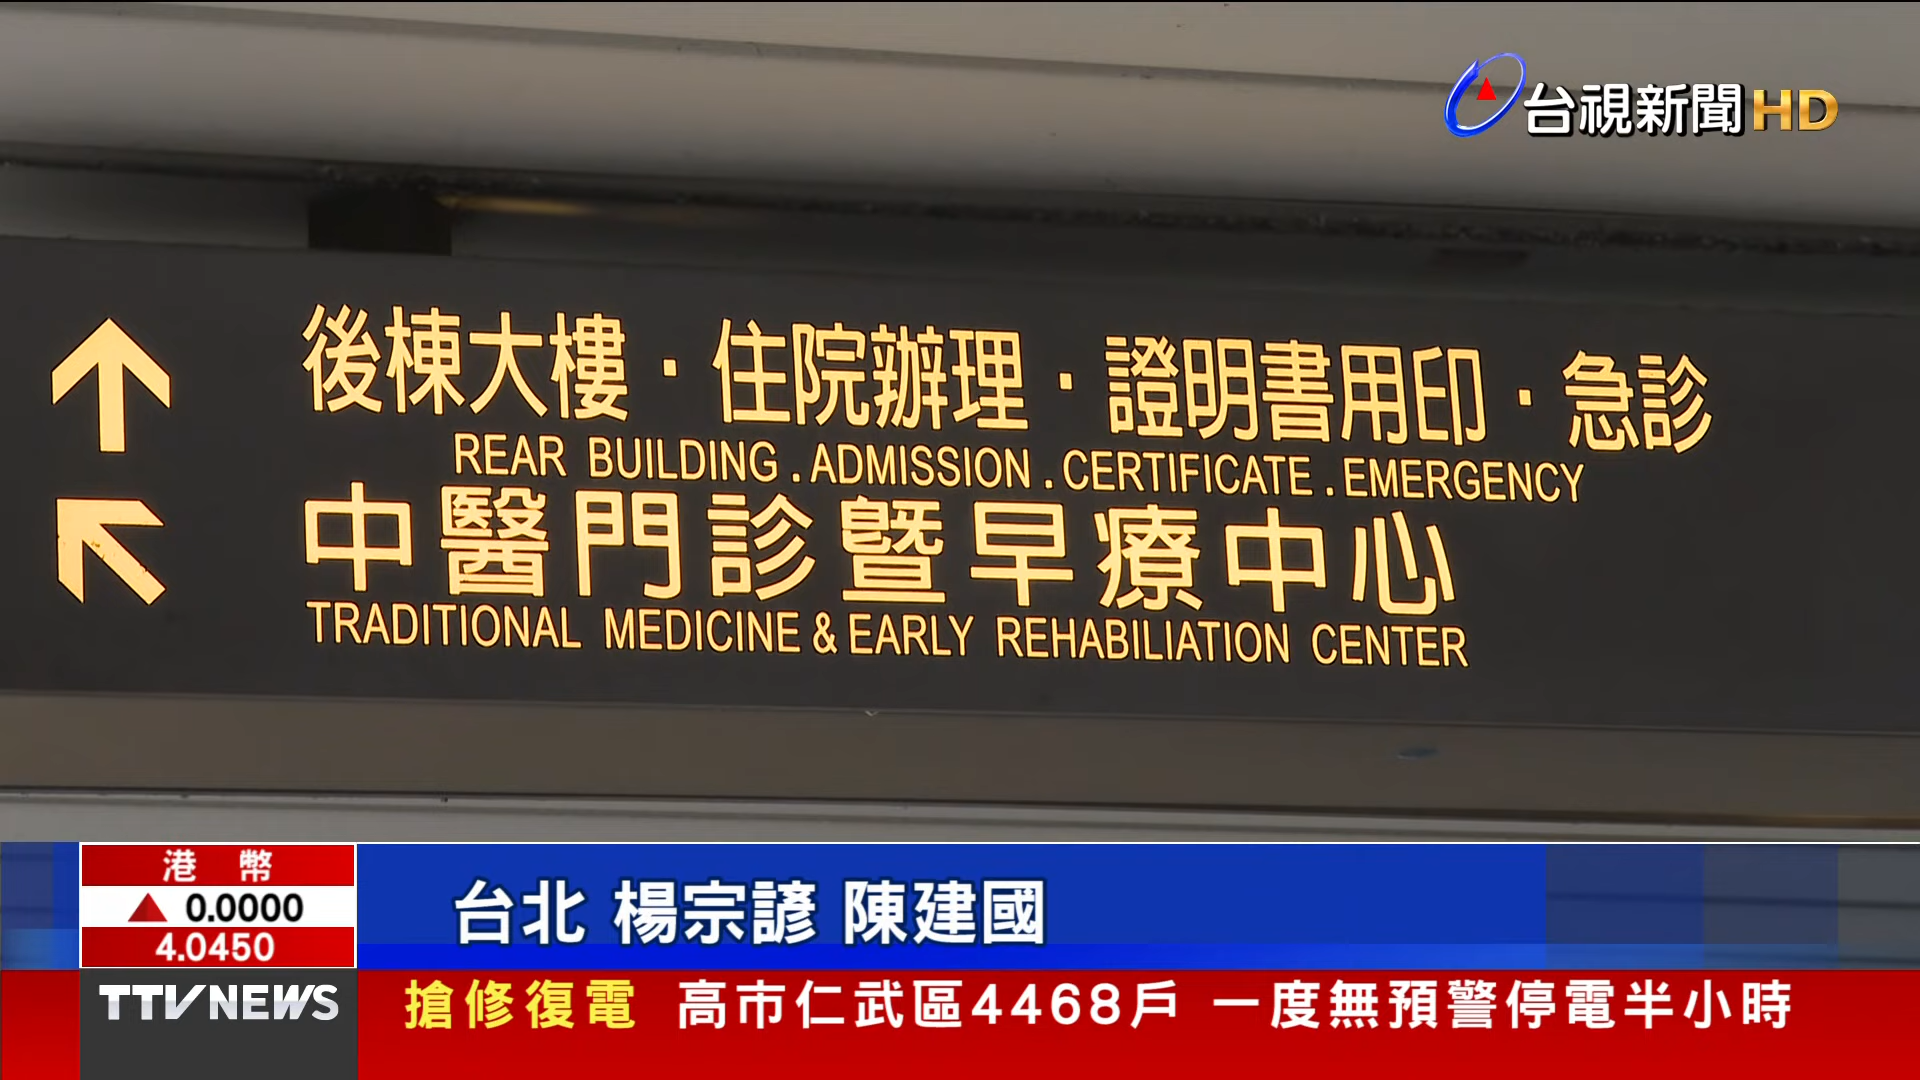 台視新聞HD
後棟大樓·住院辦理·證明書用印·急診
REAR BUILDING . ADMISSION . CERTIFICATE . EMERGENCY
中醫門診暨早療中心
TRADITIONAL MEDICINE & EARLY REHABILIATION CENTER
港 幣
▲ 0.0000
4.0450
台北 楊宗諺 陳建國
TTV NEWS
搶修復電 高市仁武區4468戶 一度無預警停電半小時